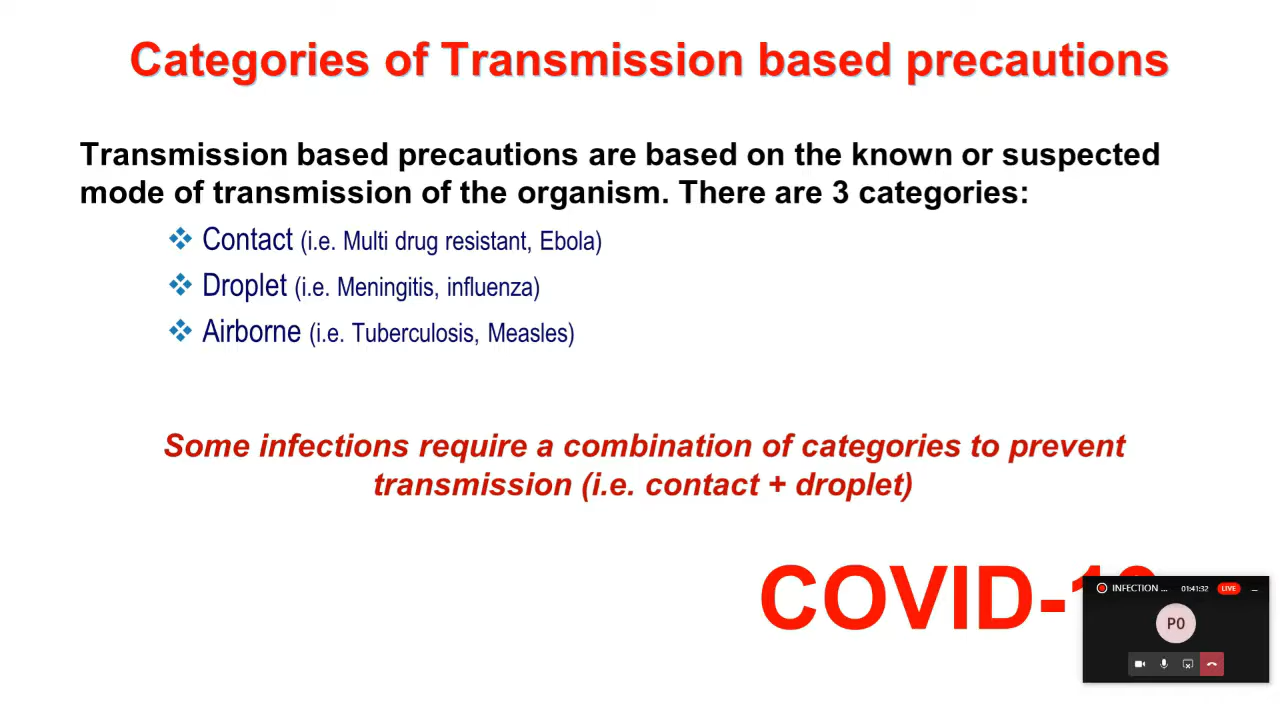 Categories of Transmission based precautions
Transmission based precautions are based on the known or suspected
mode of transmission of the organism. There are 3 categories:
Contact (i.e. Multi drug resistant, Ebola)
Droplet (i.e. Meningitis, influenza)
Airborne (i.e. Tuberculosis, Measles)
Some infections require a combination of categories to prevent
transmission (i.e. contact + droplet)
COVID-19
INFECTION ... 01:41:32 LIVE
PO